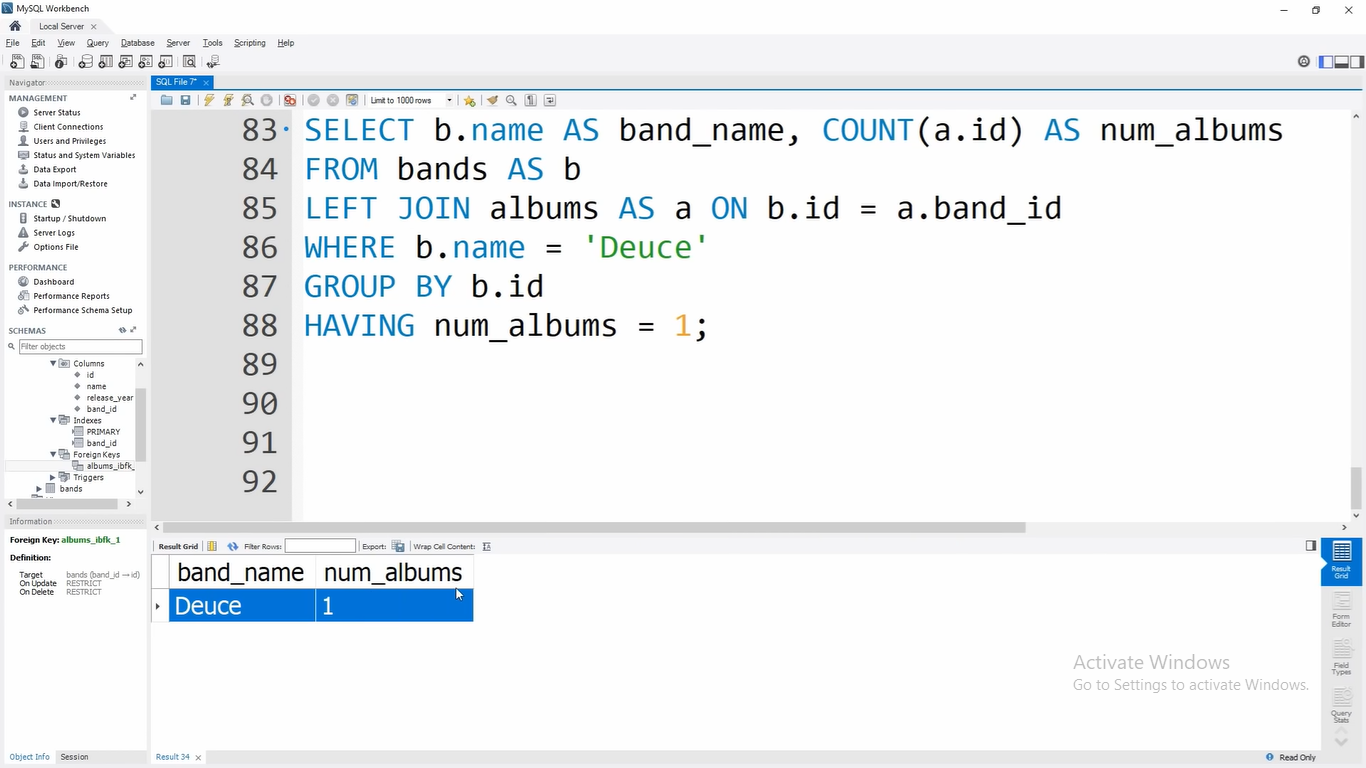 MySQL Workbench
Local Server
File Edit View Query Database Server Tools Scripting Help
Navigator
SQL File 7*
MANAGEMENT
Server Status
Client Connections
Users and Privileges
Status and System Variables
Data Export
Data Import/Restore
INSTANCE
Startup / Shutdown
Server Logs
Options File
PERFORMANCE
Dashboard
Performance Reports
Performance Schema Setup
SCHEMAS
Filter objects
Columns
id
name
release_year
band_id
Indexes
PRIMARY
band_id
Foreign Keys
albums_ibfk_
Triggers
bands
Limit to 1000 rows
83 SELECT b.name AS band_name, COUNT(a.id) AS num_albums
84 FROM bands AS b
85 LEFT JOIN albums AS a ON b.id = a.band_id
86 WHERE b.name = 'Deuce'
87 GROUP BY b.id
88 HAVING num_albums = 1;
89
90
91
92
Information
Foreign Key: albums_ibfk_1
Definition:
Target bands (band_id → id)
On Update RESTRICT
On Delete RESTRICT
Object Info Session
Result Grid Filter Rows: Export: Wrap Cell Content:
band_name num_albums
Deuce 1
Result Grid
Form Editor
Field Types
Query Stats
Activate Windows
Go to Settings to activate Windows.
Result 34
Read Only